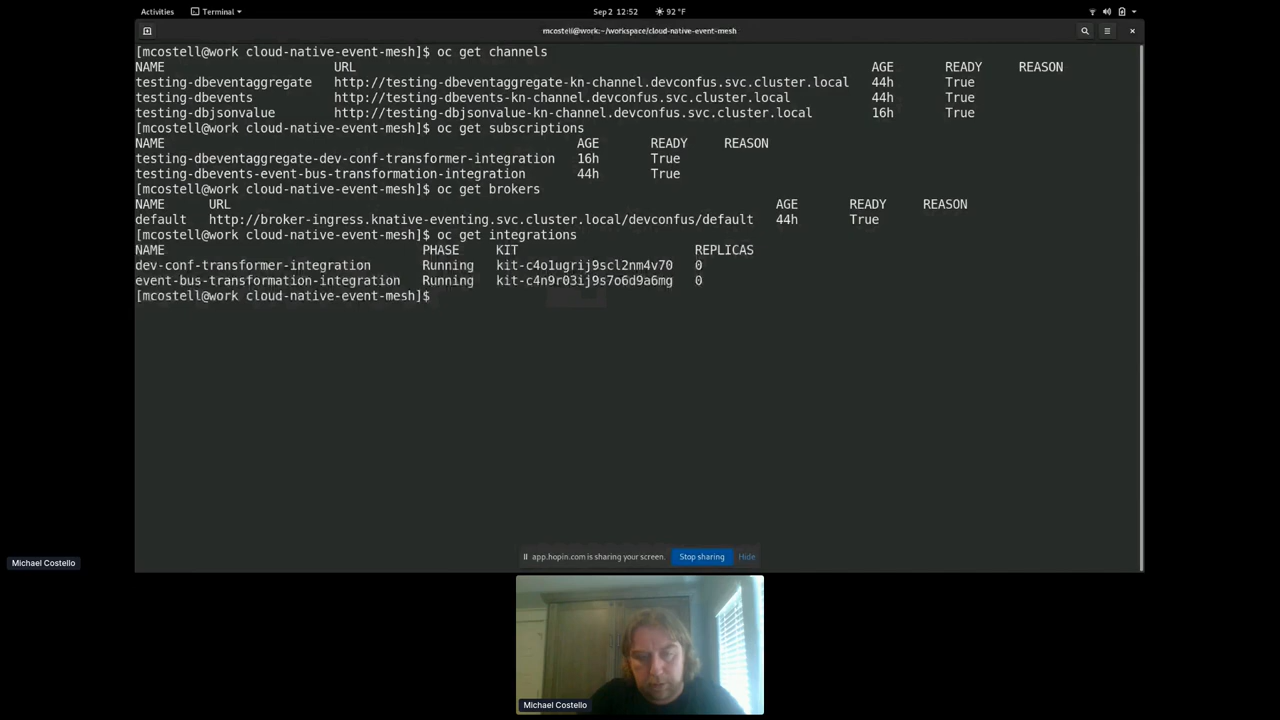 Activities Terminal Sep 2 12:52 92 °F
mcostell@work:~/workspace/cloud-native-event-mesh
[mcostell@work cloud-native-event-mesh]$ oc get channels
NAME URL AGE READY REASON
testing-dbeventaggregate http://testing-dbeventaggregate-kn-channel.devconfus.svc.cluster.local 44h True
testing-dbevents http://testing-dbevents-kn-channel.devconfus.svc.cluster.local 44h True
testing-dbjsonvalue http://testing-dbjsonvalue-kn-channel.devconfus.svc.cluster.local 16h True
[mcostell@work cloud-native-event-mesh]$ oc get subscriptions
NAME AGE READY REASON
testing-dbeventaggregate-dev-conf-transformer-integration 16h True
testing-dbevents-event-bus-transformation-integration 44h True
[mcostell@work cloud-native-event-mesh]$ oc get brokers
NAME URL AGE READY REASON
default http://broker-ingress.knative-eventing.svc.cluster.local/devconfus/default 44h True
[mcostell@work cloud-native-event-mesh]$ oc get integrations
NAME PHASE KIT REPLICAS
dev-conf-transformer-integration Running kit-c4o1ugrij9scl2nm4v70 0
event-bus-transformation-integration Running kit-c4n9r03ij9s7o6d9a6mg 0
[mcostell@work cloud-native-event-mesh]$
app.hopin.com is sharing your screen. Stop sharing Hide
Michael Costello
Michael Costello